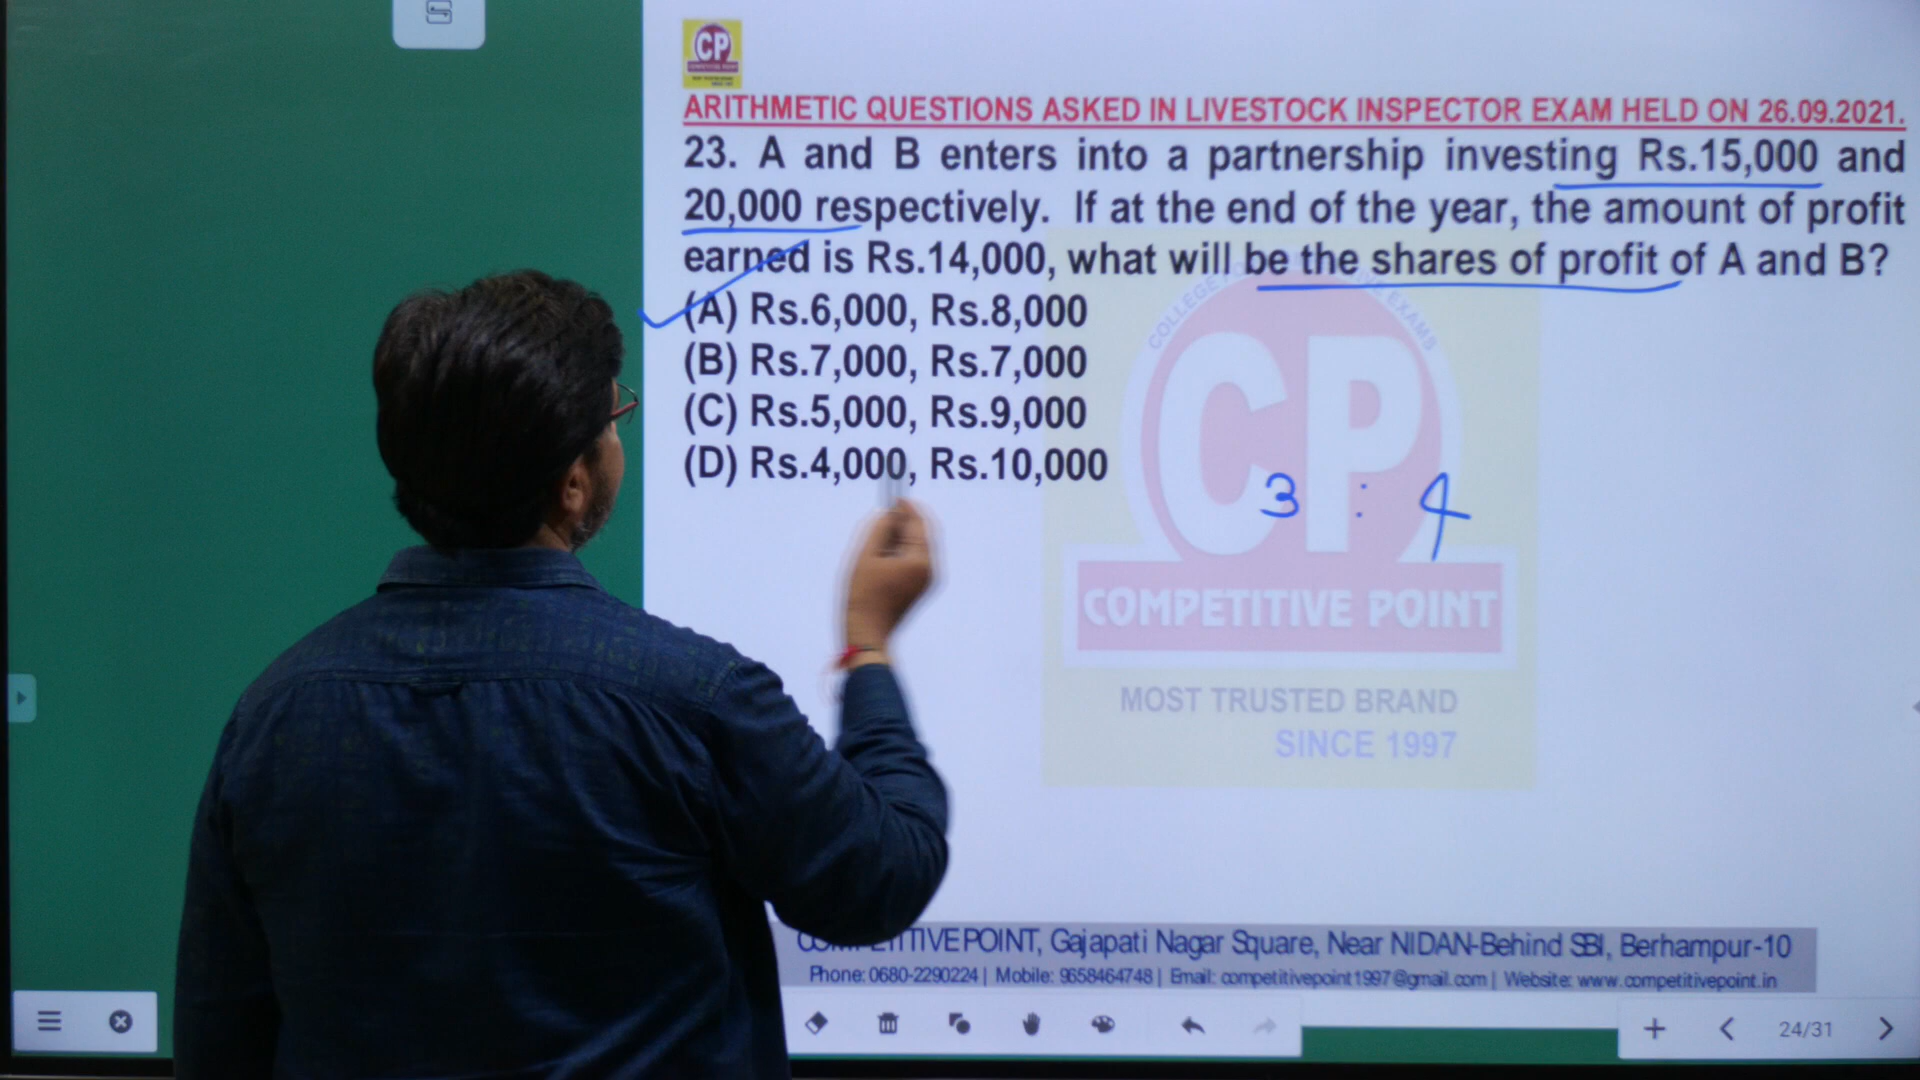 CP
COMPETITIVE POINT
ARITHMETIC QUESTIONS ASKED IN LIVESTOCK INSPECTOR EXAM HELD ON 26.09.2021.
23. A and B enters into a partnership investing Rs.15,000 and
20,000 respectively. If at the end of the year, the amount of profit
earned is Rs.14,000, what will be the shares of profit of A and B?
(A) Rs.6,000, Rs.8,000
(B) Rs.7,000, Rs.7,000
(C) Rs.5,000, Rs.9,000
(D) Rs.4,000, Rs.10,000
3 : 4
CP
COMPETITIVE POINT
MOST TRUSTED BRAND
SINCE 1997
COMPETITIVE POINT, Gajapati Nagar Square, Near NIDAN-Behind SBI, Berhampur-10
Phone: 0680-2290224 | Mobile: 9658464748 | Email: competitivepoint1997@gmail.com | Website: www.competitivepoint.in
24/31